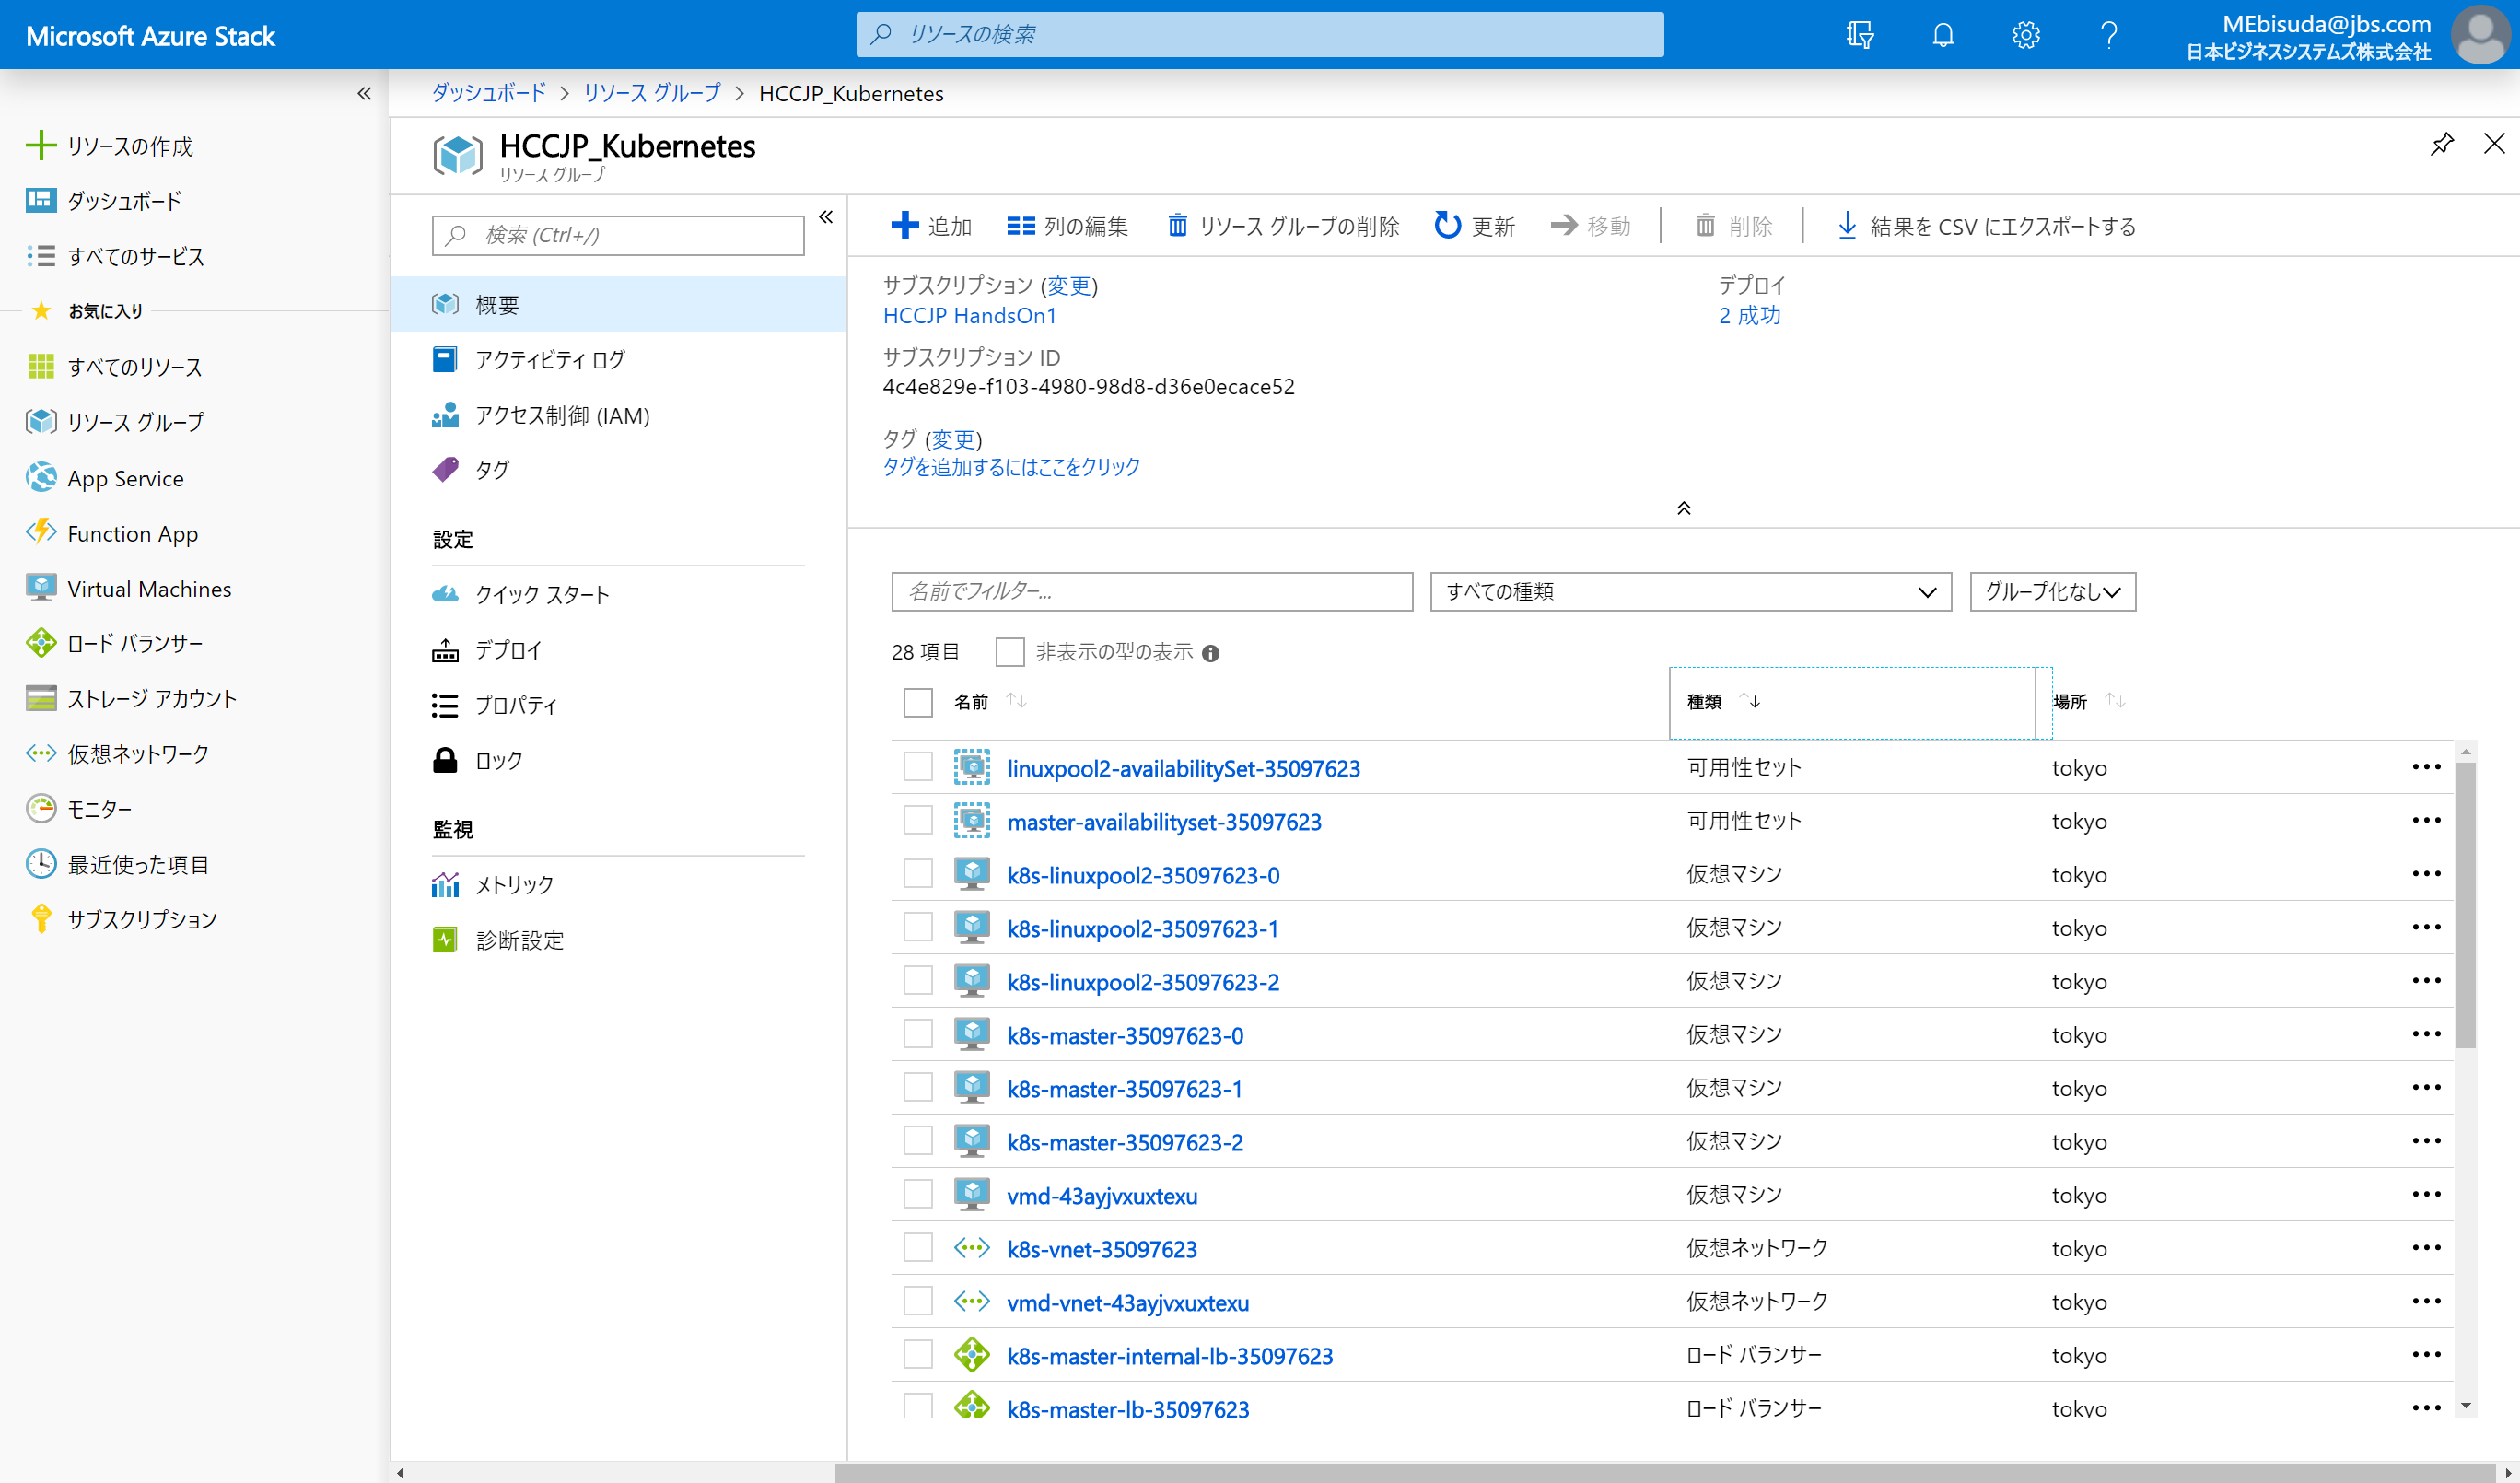 Microsoft Azure Stack
リソースの検索
MEbisuda@jbs.com
日本ビジネスシステムズ株式会社
リソースの作成
ダッシュボード
すべてのサービス
お気に入り
すべてのリソース
リソース グループ
App Service
Function App
Virtual Machines
ロード バランサー
ストレージ アカウント
仮想ネットワーク
モニター
最近使った項目
サブスクリプション
ダッシュボード > リソース グループ > HCCJP_Kubernetes
HCCJP_Kubernetes
リソース グループ
検索 (Ctrl+/)
概要
アクティビティ ログ
アクセス制御 (IAM)
タグ
設定
クイック スタート
デプロイ
プロパティ
ロック
監視
メトリック
診断設定
追加 列の編集 リソース グループの削除 更新 移動 削除 結果を CSV にエクスポートする
サブスクリプション (変更)
HCCJP HandsOn1
サブスクリプション ID
4c4e829e-f103-4980-98d8-d36e0ecace52
タグ (変更)
タグを追加するにはここをクリック
デプロイ
2 成功
名前でフィルター... すべての種類 グループ化なし
28 項目 非表示の型の表示
名前 種類 場所
linuxpool2-availabilitySet-35097623 可用性セット tokyo
master-availabilityset-35097623 可用性セット tokyo
k8s-linuxpool2-35097623-0 仮想マシン tokyo
k8s-linuxpool2-35097623-1 仮想マシン tokyo
k8s-linuxpool2-35097623-2 仮想マシン tokyo
k8s-master-35097623-0 仮想マシン tokyo
k8s-master-35097623-1 仮想マシン tokyo
k8s-master-35097623-2 仮想マシン tokyo
vmd-43ayjvxuxtexu 仮想マシン tokyo
k8s-vnet-35097623 仮想ネットワーク tokyo
vmd-vnet-43ayjvxuxtexu 仮想ネットワーク tokyo
k8s-master-internal-lb-35097623 ロード バランサー tokyo
k8s-master-lb-35097623 ロード バランサー tokyo